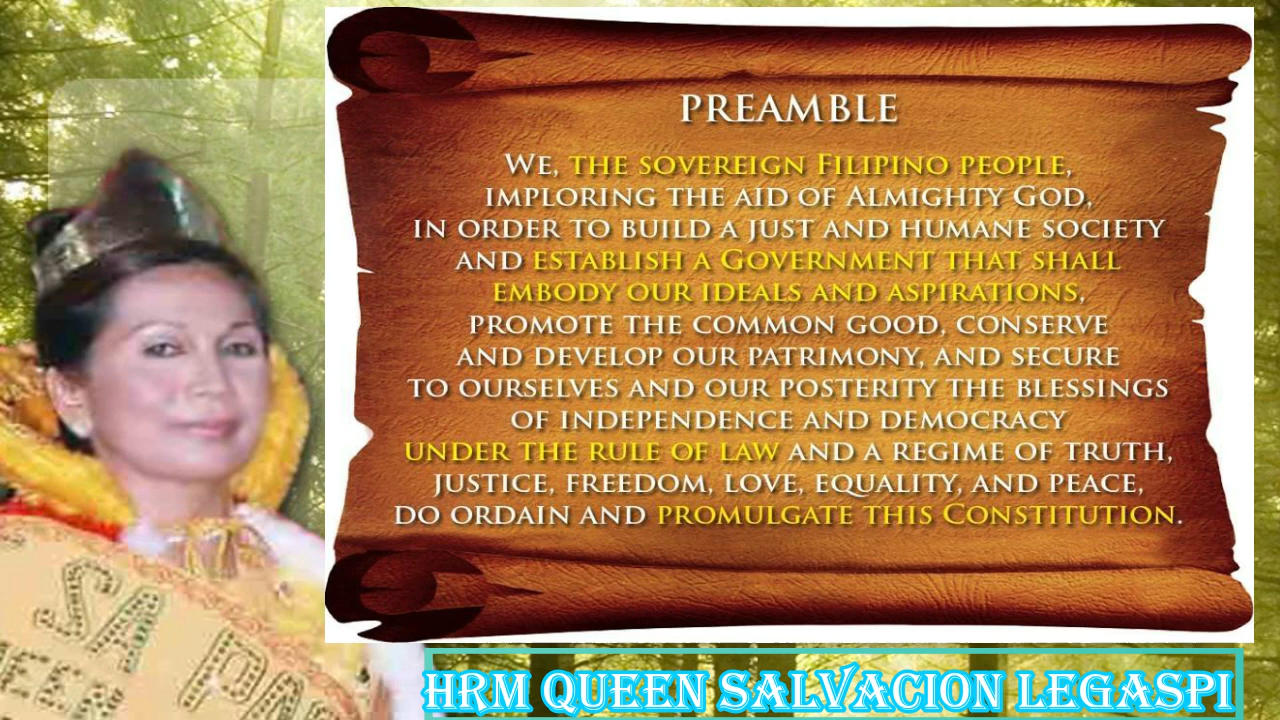 PREAMBLE
WE, THE SOVEREIGN FILIPINO PEOPLE,
IMPLORING THE AID OF ALMIGHTY GOD,
IN ORDER TO BUILD A JUST AND HUMANE SOCIETY
AND ESTABLISH A GOVERNMENT THAT SHALL
EMBODY OUR IDEALS AND ASPIRATIONS,
PROMOTE THE COMMON GOOD, CONSERVE
AND DEVELOP OUR PATRIMONY, AND SECURE
TO OURSELVES AND OUR POSTERITY THE BLESSINGS
OF INDEPENDENCE AND DEMOCRACY
UNDER THE RULE OF LAW AND A REGIME OF TRUTH,
JUSTICE, FREEDOM, LOVE, EQUALITY, AND PEACE,
DO ORDAIN AND PROMULGATE THIS CONSTITUTION.
SA
HRM QUEEN SALVACION LEGASPI